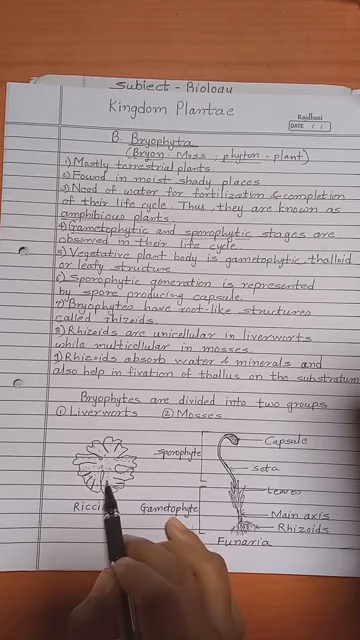 Subject - Biology
Kingdom Plantae
Rajdhani
DATE / /
B. Bryophyta
(Bryon - Moss, phyton - plant)
1) Mostly terrestrial plants.
2) Found in moist shady places
3) Need of water for fertilization & completion
of their life cycle. Thus, they are known as
amphibious plants.
4) Gametophytic and sporophytic stages are
observed in their life cycle.
5) Vegetative plant body is gametophytic, thalloid
or leafy structure
6) Sporophytic generation is represented
by spore producing capsule.
7) Bryophytes have root-like structures
called rhizoids.
8) Rhizoids are unicellular in liverworts
while multicellular in mosses.
9) Rhizoids absorb water & minerals and
also help in fixation of thallus on the substratum
Bryophytes are divided into two groups
① Liverworts ② Mosses
Sporophyte
Capsule
seta
Leaves
Gametophyte
Main axis
Rhizoids
Ricci
Funaria